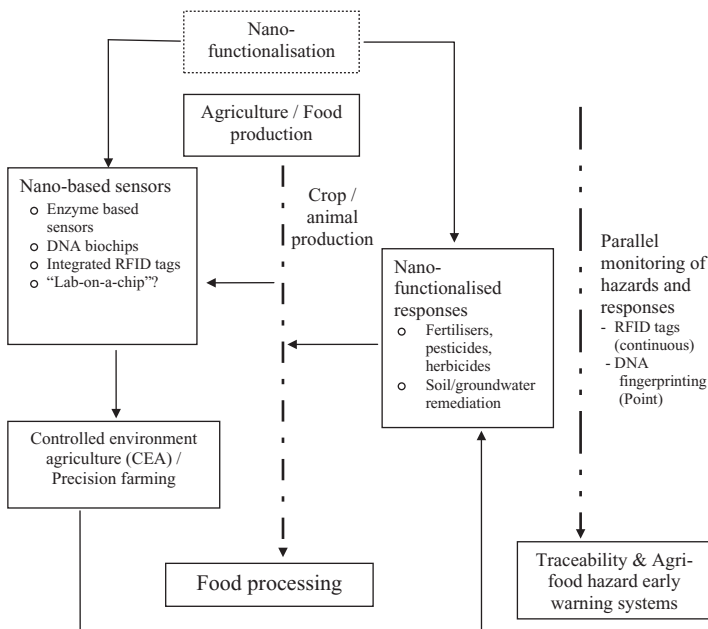 Nano-
functionalisation
Agriculture / Food
production
Nano-based sensors
o Enzyme based
sensors
o DNA biochips
o Integrated RFID tags
o “Lab-on-a-chip”?
Crop /
animal
production
Nano-
functionalised
responses
o Fertilisers,
pesticides,
herbicides
o Soil/groundwater
remediation
Parallel
monitoring of
hazards and
responses
- RFID tags
(continuous)
- DNA
fingerprinting
(Point)
Controlled environment
agriculture (CEA) /
Precision farming
Food processing
Traceability & Agri-
food hazard early
warning systems